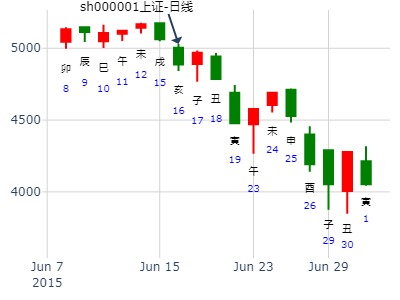 sh000001上证-日线
5000
4500
4000
卯
8
辰
9
巳
10
午
11
未
12
戌
15
亥
16
子
17
丑
18
寅
19
午
23
未
24
申
25
酉
26
子
29
丑
30
寅
1
Jun 7
2015
Jun 15
Jun 23
Jun 29